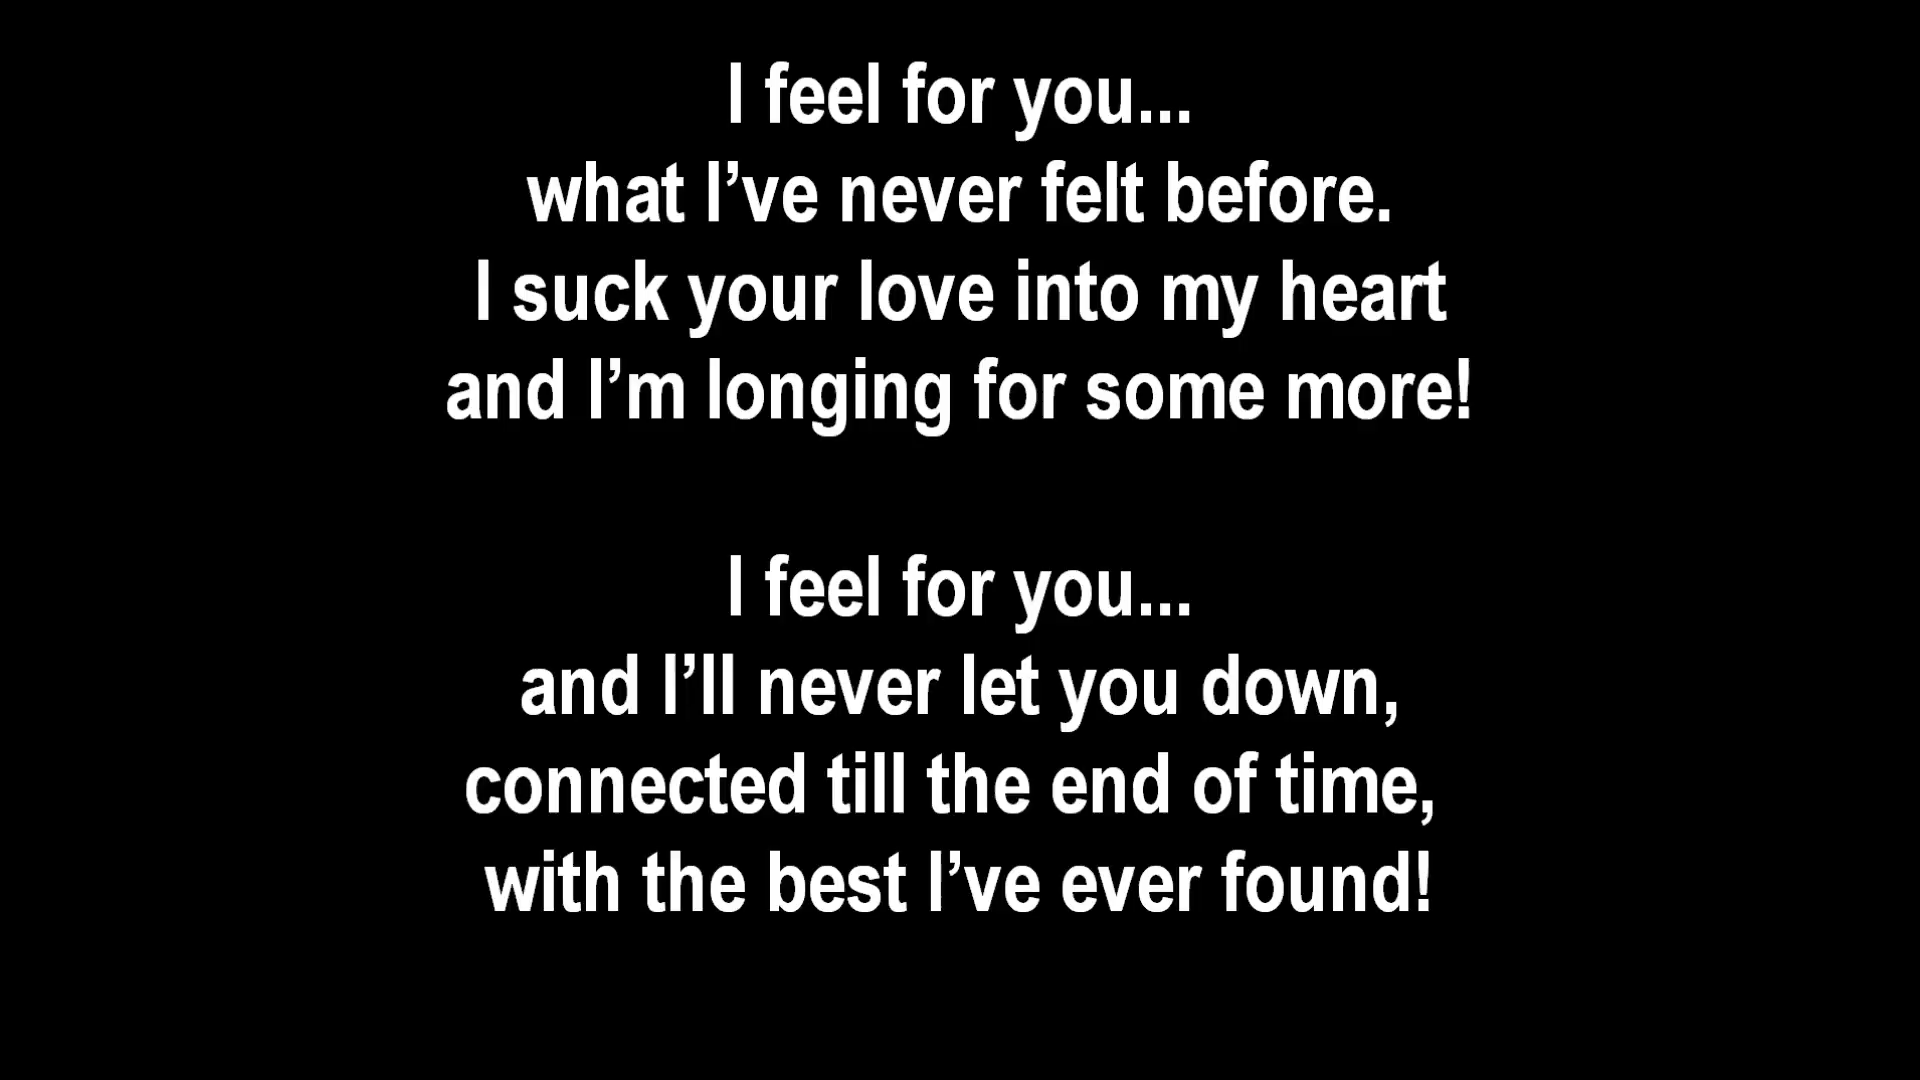 I feel for you...
what I’ve never felt before.
I suck your love into my heart
and I’m longing for some more!
I feel for you...
and I’ll never let you down,
connected till the end of time,
with the best I’ve ever found!